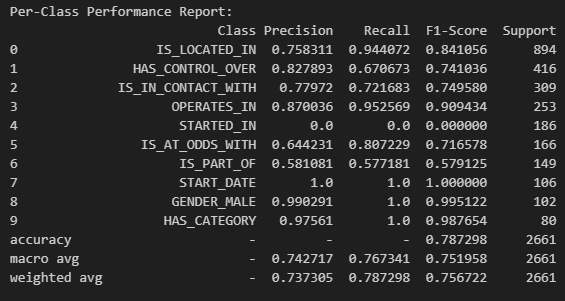 Per-Class Performance Report:
Class Precision Recall F1-Score Support
0 IS_LOCATED_IN 0.758311 0.944072 0.841056 894
1 HAS_CONTROL_OVER 0.827893 0.670673 0.741036 416
2 IS_IN_CONTACT_WITH 0.77972 0.721683 0.749580 309
3 OPERATES_IN 0.870036 0.952569 0.909434 253
4 STARTED_IN 0.0 0.0 0.000000 186
5 IS_AT_ODDS_WITH 0.644231 0.807229 0.716578 166
6 IS_PART_OF 0.581081 0.577181 0.579125 149
7 START_DATE 1.0 1.0 1.000000 106
8 GENDER_MALE 0.990291 1.0 0.995122 102
9 HAS_CATEGORY 0.97561 1.0 0.987654 80
accuracy - - - 0.787298 2661
macro avg - 0.742717 0.767341 0.751958 2661
weighted avg - 0.737305 0.787298 0.756722 2661